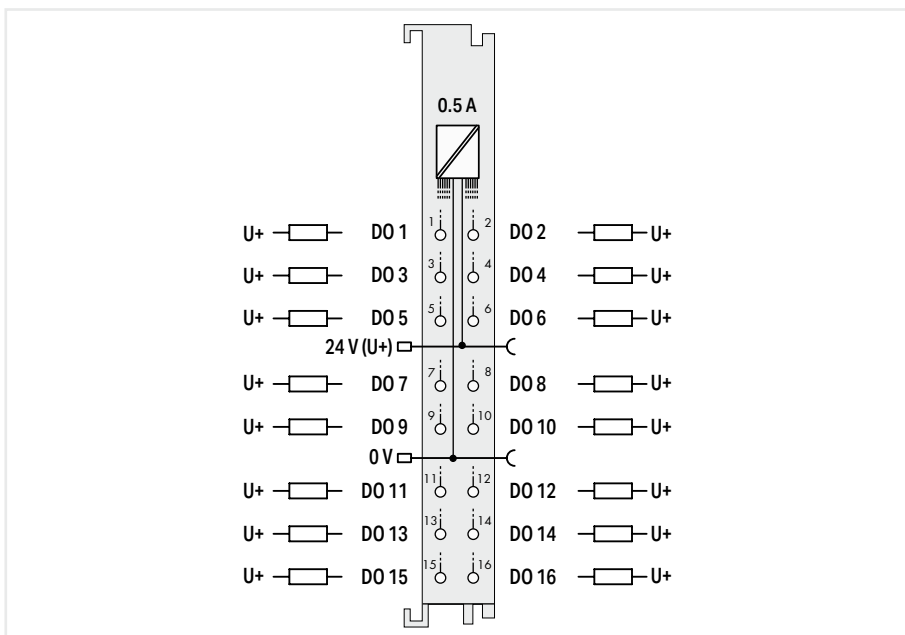 0.5 A
U+ DO 1 1 2 DO 2 U+
U+ DO 3 3 4 DO 4 U+
U+ DO 5 5 6 DO 6 U+
24 V (U+)
U+ DO 7 7 8 DO 8 U+
U+ DO 9 9 10 DO 10 U+
0 V
U+ DO 11 11 12 DO 12 U+
U+ DO 13 13 14 DO 14 U+
U+ DO 15 15 16 DO 16 U+